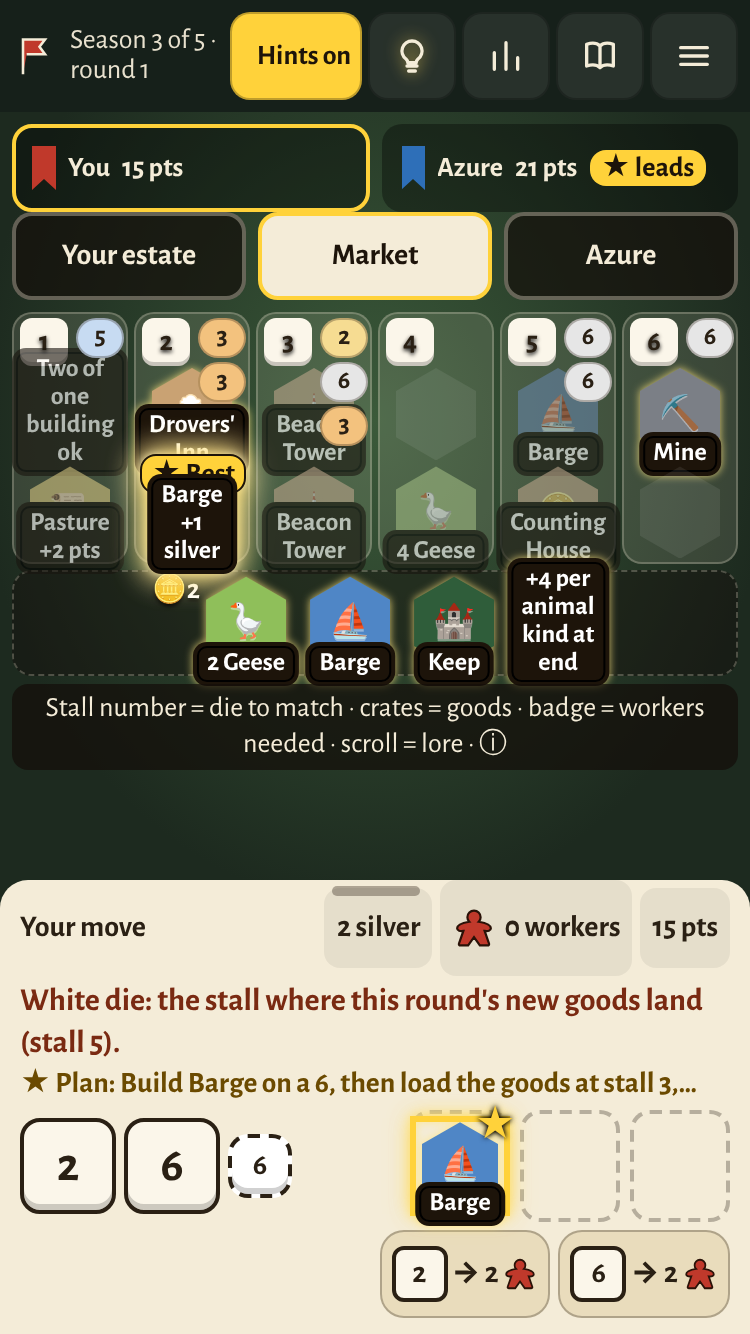 Season 3 of 5 ·
round 1
Hints on
You 15 pts
Azure 21 pts ★ leads
Your estate
Market
Azure
1 5
2 3
3 2
4
5 6
6 6
3
6
6
3
Two of
one
building
ok
Drovers'
Inn
Beacon
Tower
Barge
Mine
★ Best
Pasture
+2 pts
Barge
+1
silver
Beacon
Tower
4 Geese
Counting
House
2
2 Geese
Barge
Keep
+4 per
animal
kind at
end
Stall number = die to match · crates = goods · badge = workers
needed · scroll = lore · ⓘ
Your move
2 silver
0 workers
15 pts
White die: the stall where this round's new goods land
(stall 5).
★ Plan: Build Barge on a 6, then load the goods at stall 3,...
2 6 6
Barge
2 → 2
6 → 2